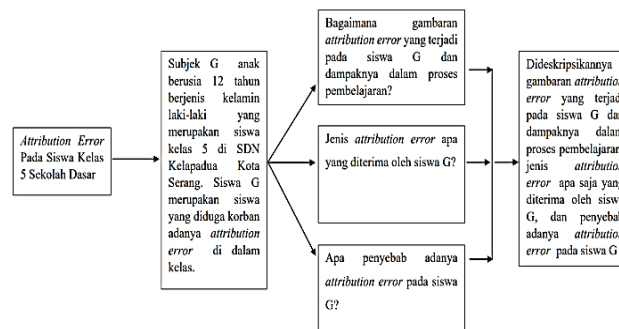 Attribution Error
Pada Siswa Kelas
5 Sekolah Dasar
Subjek G anak
berusia 12 tahun
berjenis kelamin
laki-laki yang
merupakan siswa
kelas 5 di SDN
Kelapadua Kota
Serang. Siswa G
merupakan siswa
yang diduga korban
adanya attribution
error di dalam
kelas.
Bagaimana gambaran
attribution error yang terjadi
pada siswa G dan
dampaknya dalam proses
pembelajaran?
Jenis attribution error apa
yang diterima oleh siswa G?
Apa penyebab adanya
attribution error pada siswa
G?
Dideskripsikannya
gambaran attribution
error yang terjadi
pada siswa G dan
dampaknya dalam
proses pembelajaran,
jenis attribution
error apa saja yang
diterima oleh siswa
G, dan penyebab
adanya attribution
error pada siswa G